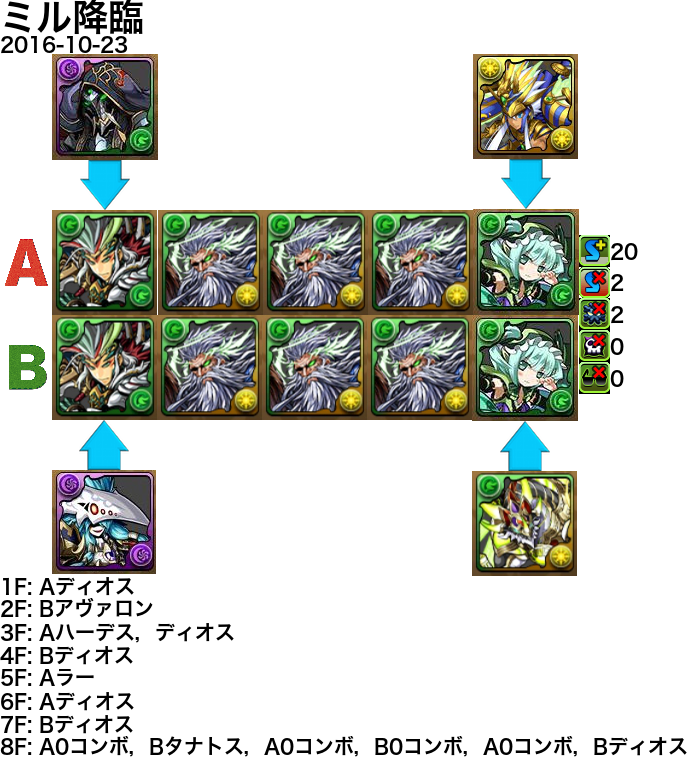 ミル降臨
2016-10-23
A
20
2
2
B
0
0
1F: Aディオス
2F: Bアヴァロン
3F: Aハーデス，ディオス
4F: Bディオス
5F: Aラー
6F: Aディオス
7F: Bディオス
8F: A0コンボ，Bタナトス，A0コンボ，B0コンボ，A0コンボ，Bディオス